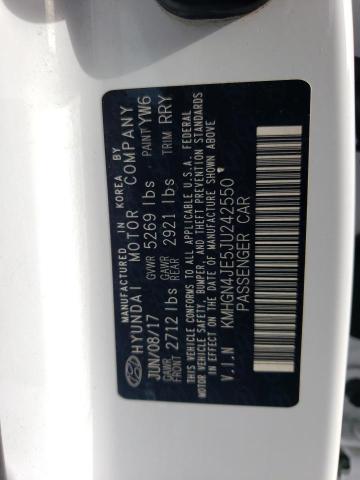 MANUFACTURED IN KOREA BY
HYUNDAI MOTOR COMPANY
JUN/08/17 GVWR 5269 lbs PAINT YW6
GAWR FRONT 2712 lbs GAWR REAR 2921 lbs TRIM RRY
THIS VEHICLE CONFORMS TO ALL APPLICABLE U.S.A. FEDERAL
MOTOR VEHICLE SAFETY, BUMPER, AND THEFT PREVENTION STANDARDS
IN EFFECT ON THE DATE OF MANUFACTURE SHOWN ABOVE
V.I.N KMHGN4JE5JU242550
PASSENGER CAR